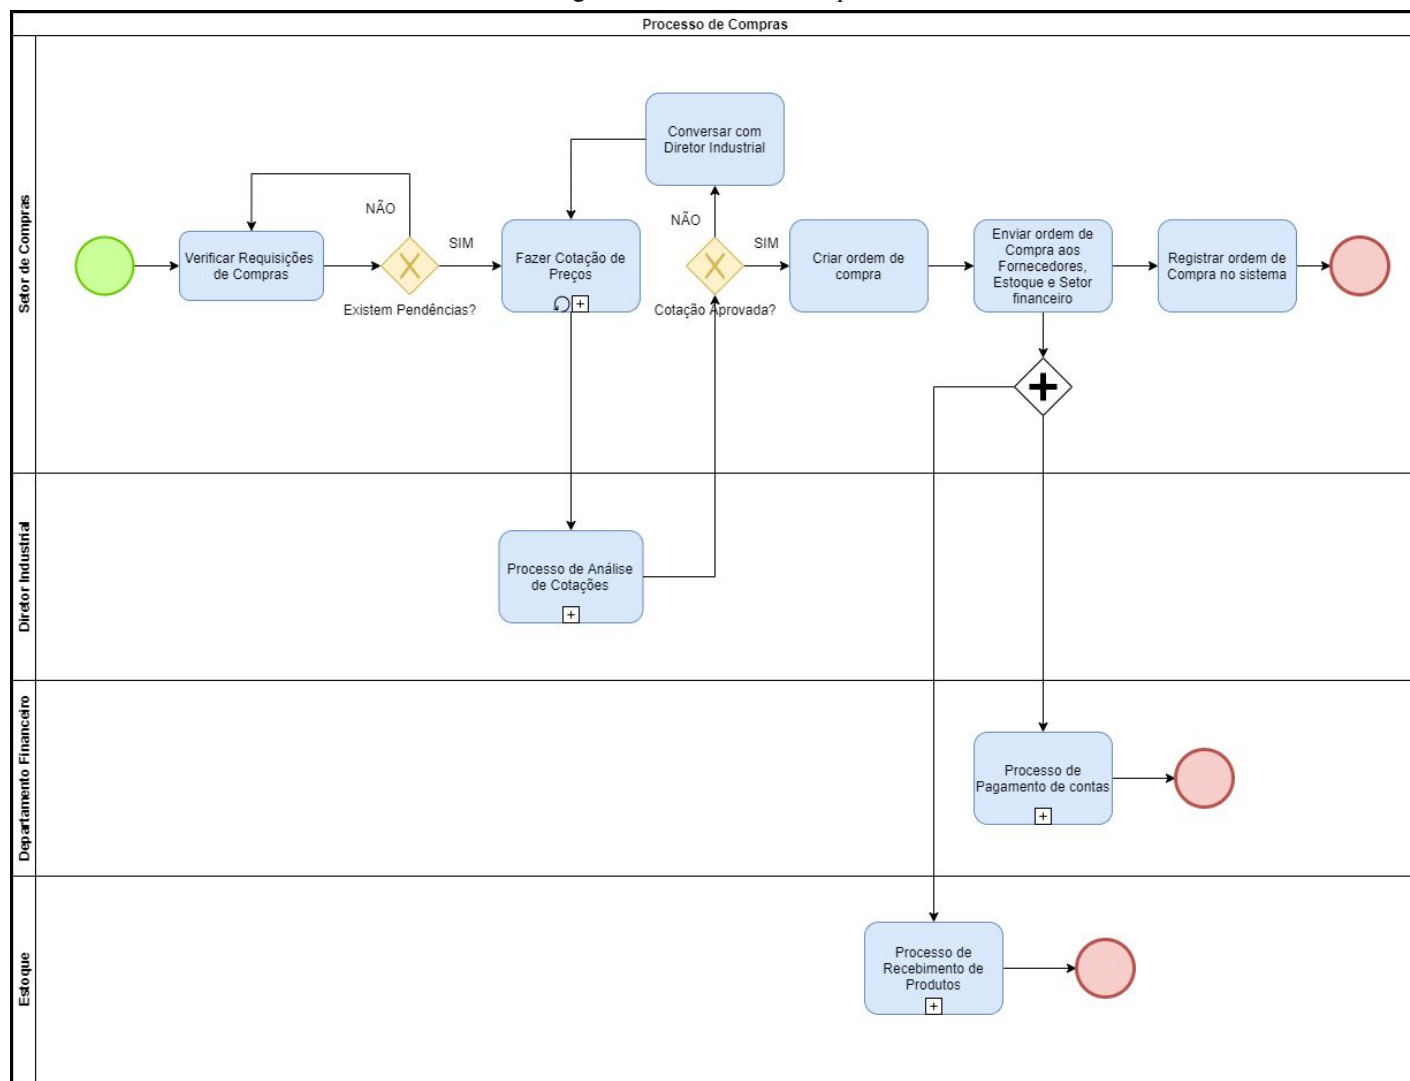 Processo de Compras
Setor de Compras
Conversar com
Diretor Industrial
NÃO
NÃO
Verificar Requisições
de Compras
SIM
Existem Pendências?
Fazer Cotação de
Preços
SIM
Cotação Aprovada?
Criar ordem de
compra
Enviar ordem de
Compra aos
Fornecedores,
Estoque e Setor
financeiro
Registrar ordem de
Compra no sistema
Diretor Industrial
Processo de Análise
de Cotações
Departamento Financeiro
Processo de
Pagamento de contas
Estoque
Processo de
Recebimento de
Produtos